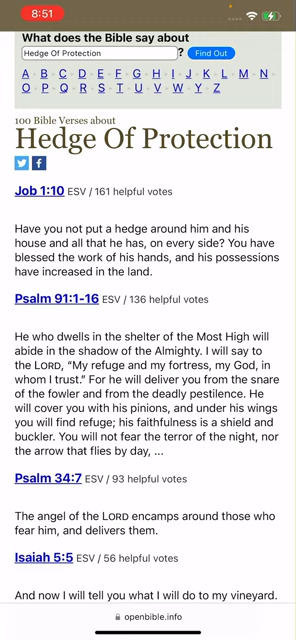 8:51
What does the Bible say about
Hedge Of Protection ? Find Out
A - B - C - D - E - F - G - H - I - J - K - L - M - N -
O - P - Q - R - S - T - U - V - W - Y - Z
100 Bible Verses about
Hedge Of Protection
Job 1:10 ESV / 161 helpful votes
Have you not put a hedge around him and his
house and all that he has, on every side? You have
blessed the work of his hands, and his possessions
have increased in the land.
Psalm 91:1-16 ESV / 136 helpful votes
He who dwells in the shelter of the Most High will
abide in the shadow of the Almighty. I will say to
the LORD, “My refuge and my fortress, my God, in
whom I trust.” For he will deliver you from the snare
of the fowler and from the deadly pestilence. He
will cover you with his pinions, and under his wings
you will find refuge; his faithfulness is a shield and
buckler. You will not fear the terror of the night, nor
the arrow that flies by day, ...
Psalm 34:7 ESV / 93 helpful votes
The angel of the LORD encamps around those who
fear him, and delivers them.
Isaiah 5:5 ESV / 56 helpful votes
And now I will tell you what I will do to my vineyard.
openbible.info